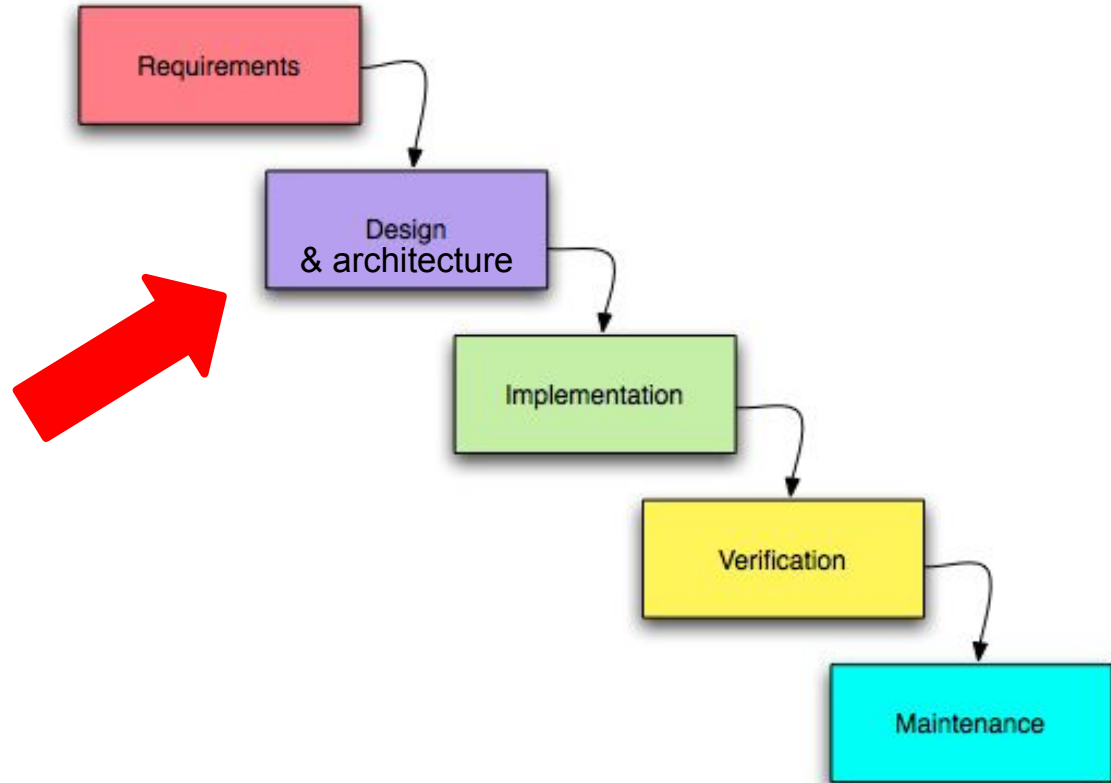 Requirements
Design
& architecture
Implementation
Verification
Maintenance